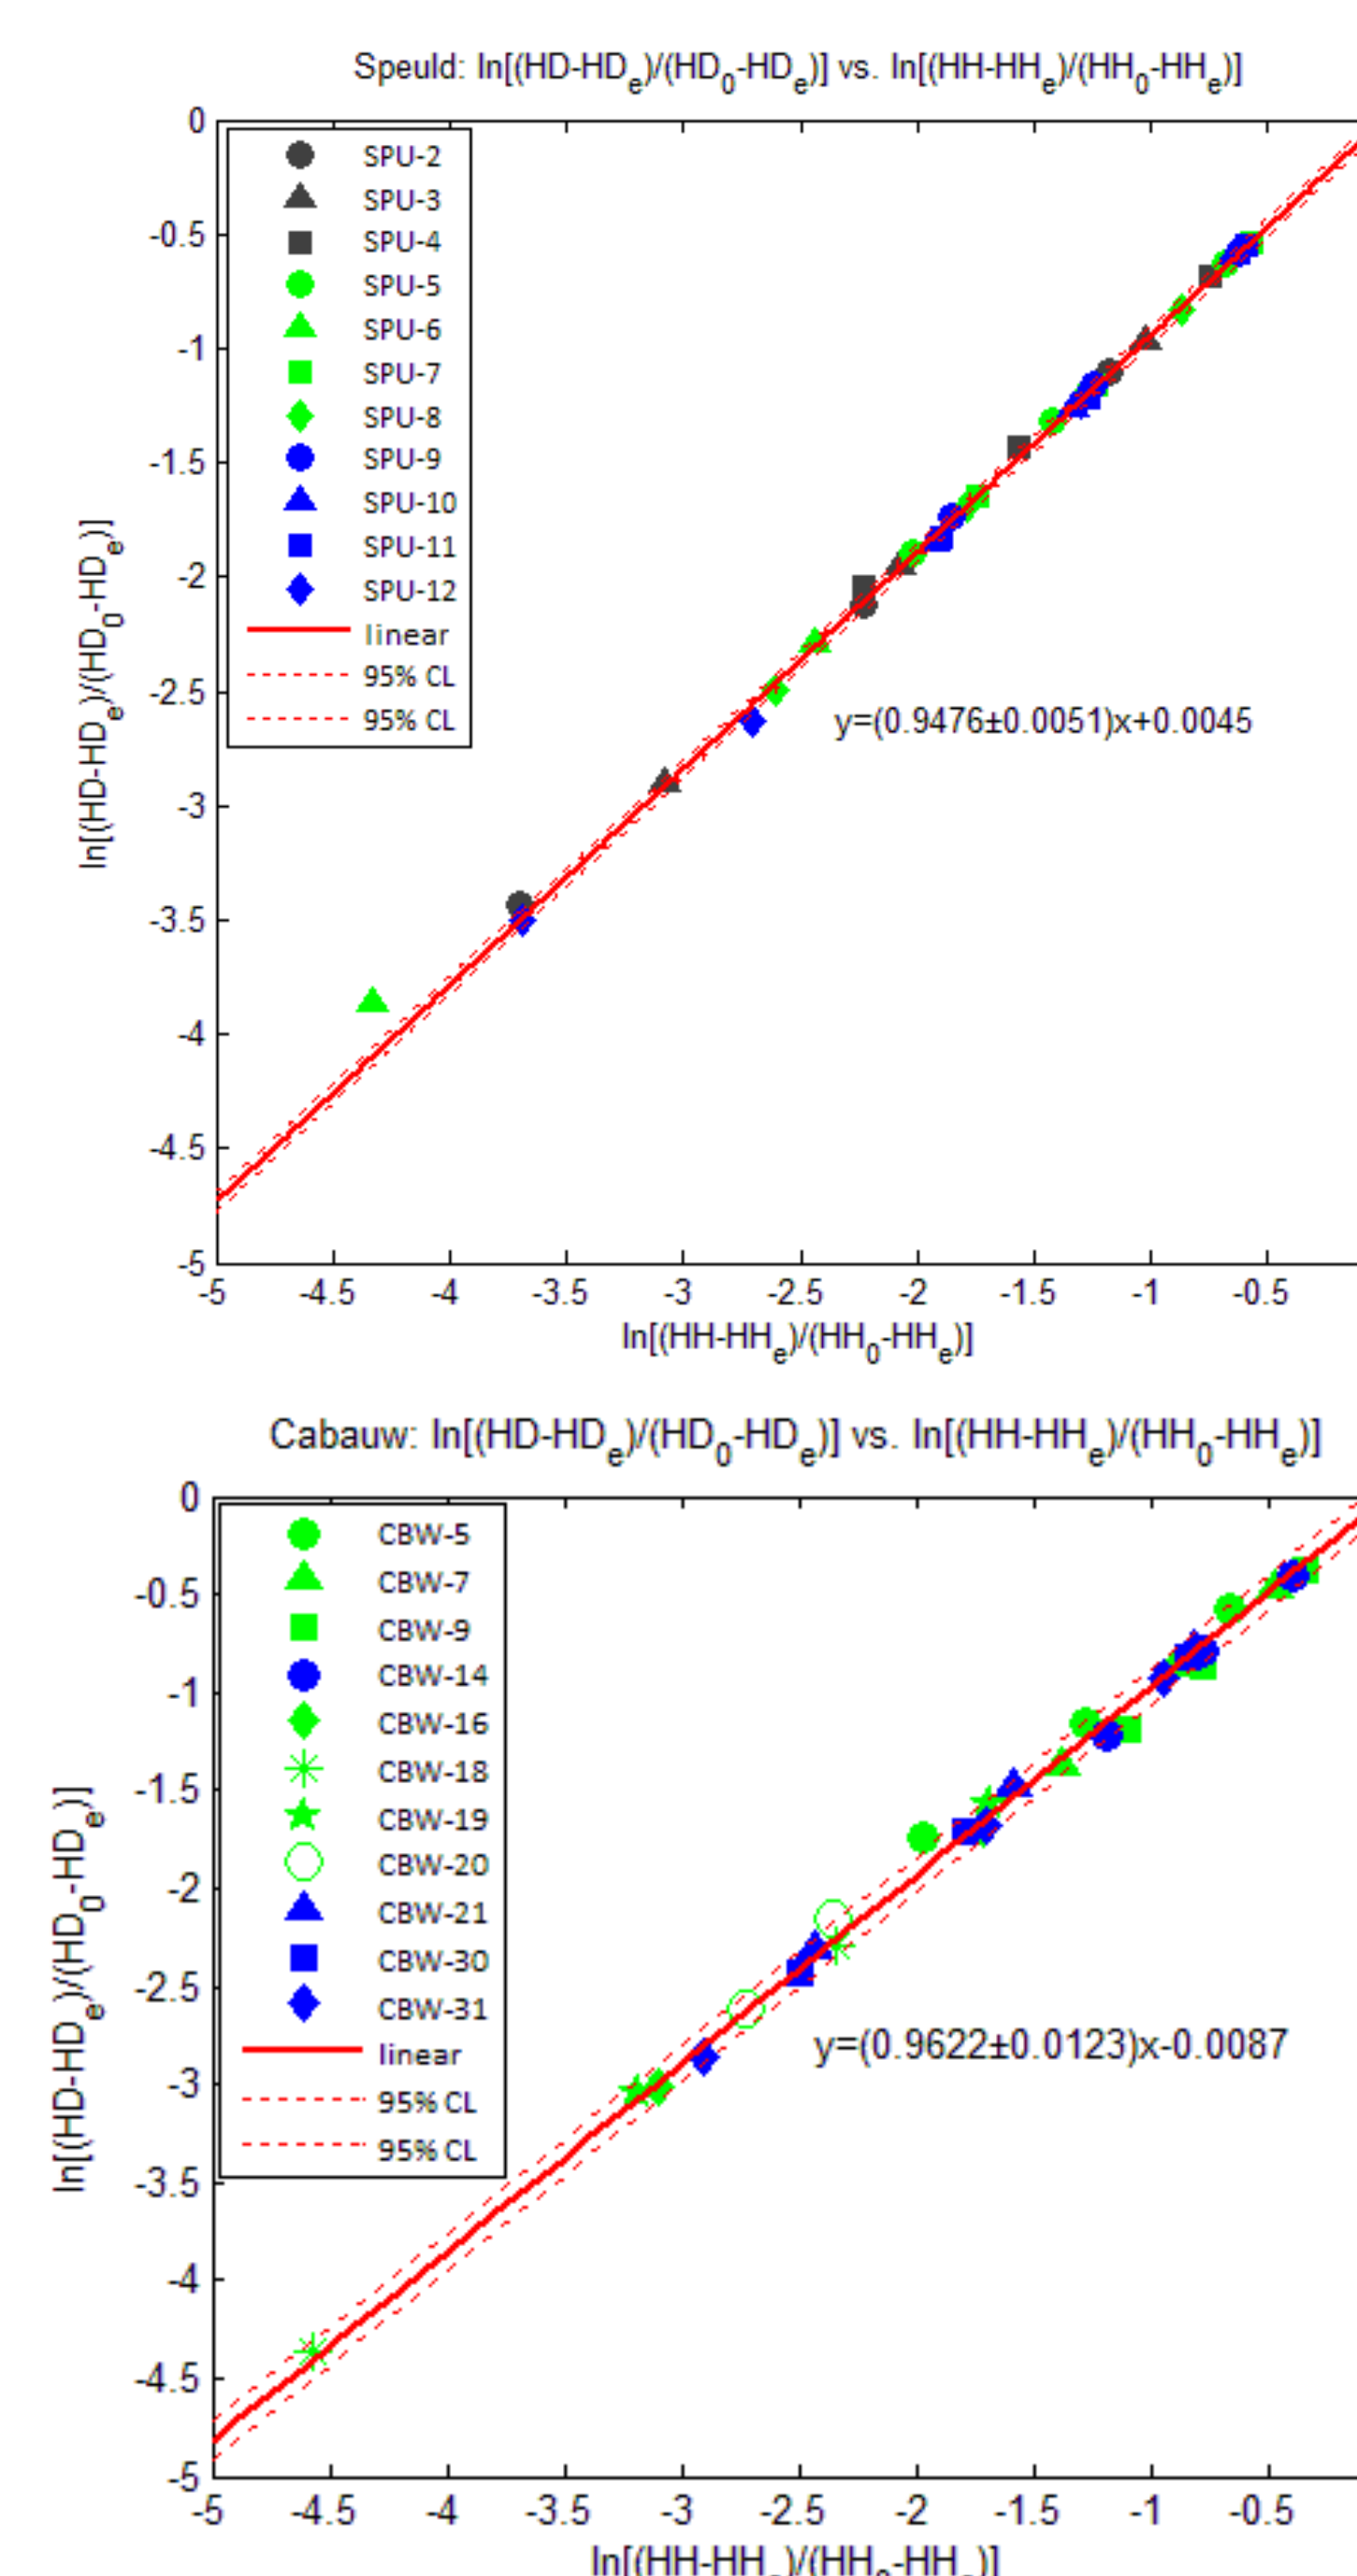 Speuld: ln[(HD-HDe)/(HD0-HDe)] vs. ln[(HH-HHe)/(HH0-HHe)]
0
-0.5
-1
-1.5
-2
-2.5
-3
-3.5
-4
-4.5
-5
ln[(HD-HDe)/(HD0-HDe)]
SPU-2
SPU-3
SPU-4
SPU-5
SPU-6
SPU-7
SPU-8
SPU-9
SPU-10
SPU-11
SPU-12
linear
95% CL
95% CL
y=(0.9476±0.0051)x+0.0045
-5 -4.5 -4 -3.5 -3 -2.5 -2 -1.5 -1 -0.5
ln[(HH-HHe)/(HH0-HHe)]
Cabauw: ln[(HD-HDe)/(HD0-HDe)] vs. ln[(HH-HHe)/(HH0-HHe)]
0
-0.5
-1
-1.5
-2
-2.5
-3
-3.5
-4
-4.5
-5
ln[(HD-HDe)/(HD0-HDe)]
CBW-5
CBW-7
CBW-9
CBW-14
CBW-16
CBW-18
CBW-19
CBW-20
CBW-21
CBW-30
CBW-31
linear
95% CL
95% CL
y=(0.9622±0.0123)x-0.0087
-5 -4.5 -4 -3.5 -3 -2.5 -2 -1.5 -1 -0.5
ln[(HH-HHe)/(HH0-HHe)]